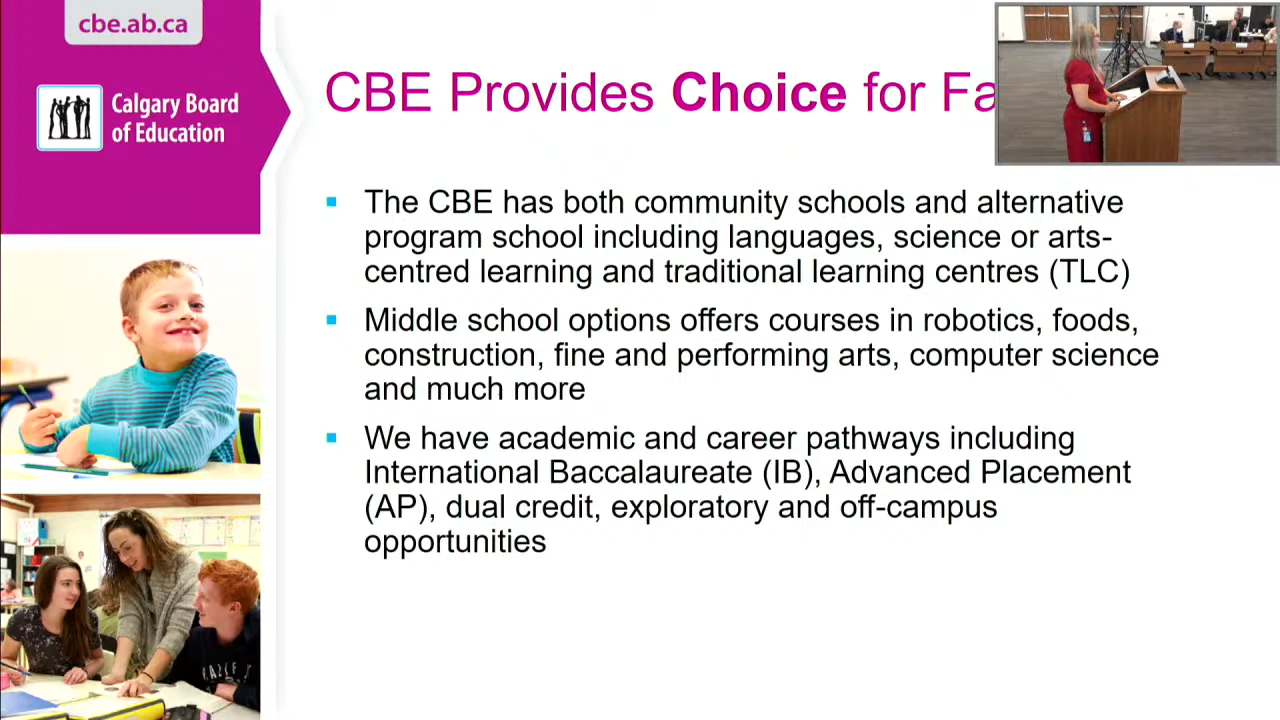 cbe.ab.ca
Calgary Board
of Education
CBE Provides Choice for Fa
The CBE has both community schools and alternative
program school including languages, science or arts-
centred learning and traditional learning centres (TLC)
Middle school options offers courses in robotics, foods,
construction, fine and performing arts, computer science
and much more
We have academic and career pathways including
International Baccalaureate (IB), Advanced Placement
(AP), dual credit, exploratory and off-campus
opportunities